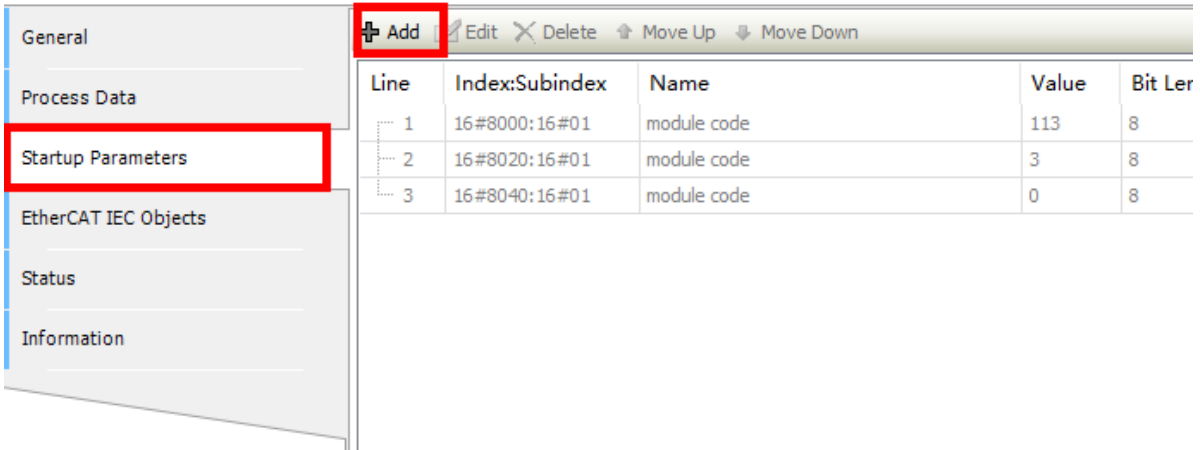 General
Process Data
Startup Parameters
EtherCAT IEC Objects
Status
Information
Add Edit Delete Move Up Move Down
Line Index:Subindex Name Value Bit Ler
1 16#8000:16#01 module code 113 8
2 16#8020:16#01 module code 3 8
3 16#8040:16#01 module code 0 8